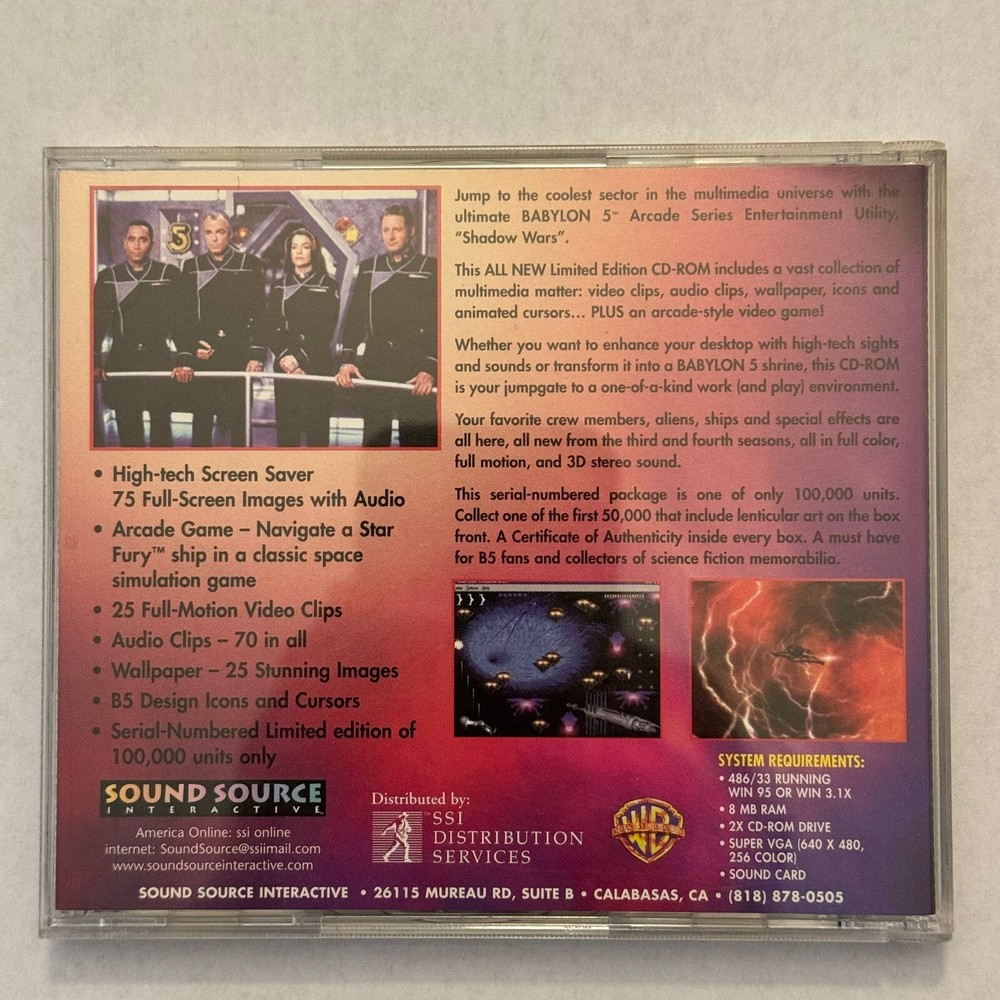 Jump to the coolest sector in the multimedia universe with the
ultimate BABYLON 5™ Arcade Series Entertainment Utility,
"Shadow Wars".
This ALL NEW Limited Edition CD-ROM includes a vast collection of
multimedia matter: video clips, audio clips, wallpaper, icons and
animated cursors... PLUS an arcade-style video game!
Whether you want to enhance your desktop with high-tech sights
and sounds or transform it into a BABYLON 5 shrine, this CD-ROM
is your jumpgate to a one-of-a-kind work (and play) environment.
Your favorite crew members, aliens, ships and special effects are
all here, all new from the third and fourth seasons, all in full color,
full motion, and 3D stereo sound.
This serial-numbered package is one of only 100,000 units.
Collect one of the first 50,000 that include lenticular art on the box
front. A Certificate of Authenticity inside every box. A must have
for B5 fans and collectors of science fiction memorabilia.
5
• High-tech Screen Saver
75 Full-Screen Images with Audio
• Arcade Game – Navigate a Star
Fury™ ship in a classic space
simulation game
• 25 Full-Motion Video Clips
• Audio Clips – 70 in all
• Wallpaper – 25 Stunning Images
• B5 Design Icons and Cursors
• Serial-Numbered Limited edition of
100,000 units only
SOUND SOURCE
INTERACTIVE
America Online: ssi online
internet: SoundSource@ssiimail.com
www.soundsourceinteractive.com
Distributed by:
SSI
DISTRIBUTION
SERVICES
WB
SYSTEM REQUIREMENTS:
• 486/33 RUNNING
WIN 95 OR WIN 3.1X
• 8 MB RAM
• 2X CD-ROM DRIVE
• SUPER VGA (640 X 480,
256 COLOR)
• SOUND CARD
SOUND SOURCE INTERACTIVE • 26115 MUREAU RD, SUITE B • CALABASAS, CA • (818) 878-0505